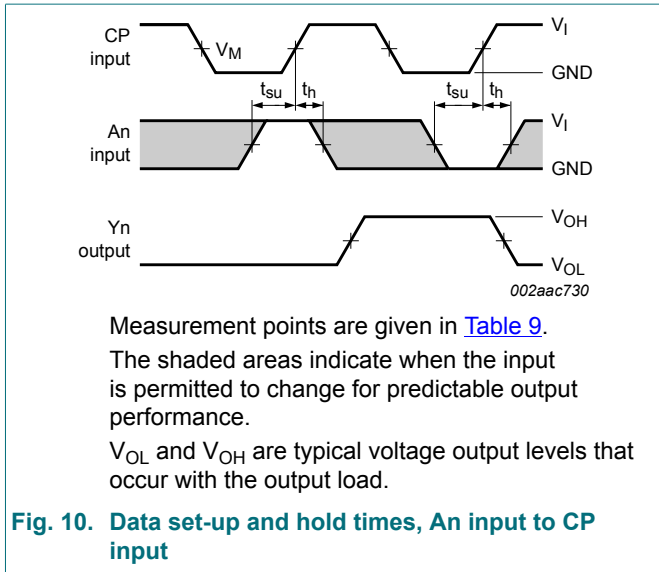 CP
input
V_M
V_I
GND
t_su
t_h
t_su
t_h
An
input
V_I
GND
Yn
output
V_OH
V_OL
002aac730
Measurement points are given in Table 9.
The shaded areas indicate when the input
is permitted to change for predictable output
performance.
V_OL and V_OH are typical voltage output levels that
occur with the output load.
Fig. 10. Data set-up and hold times, An input to CP
input